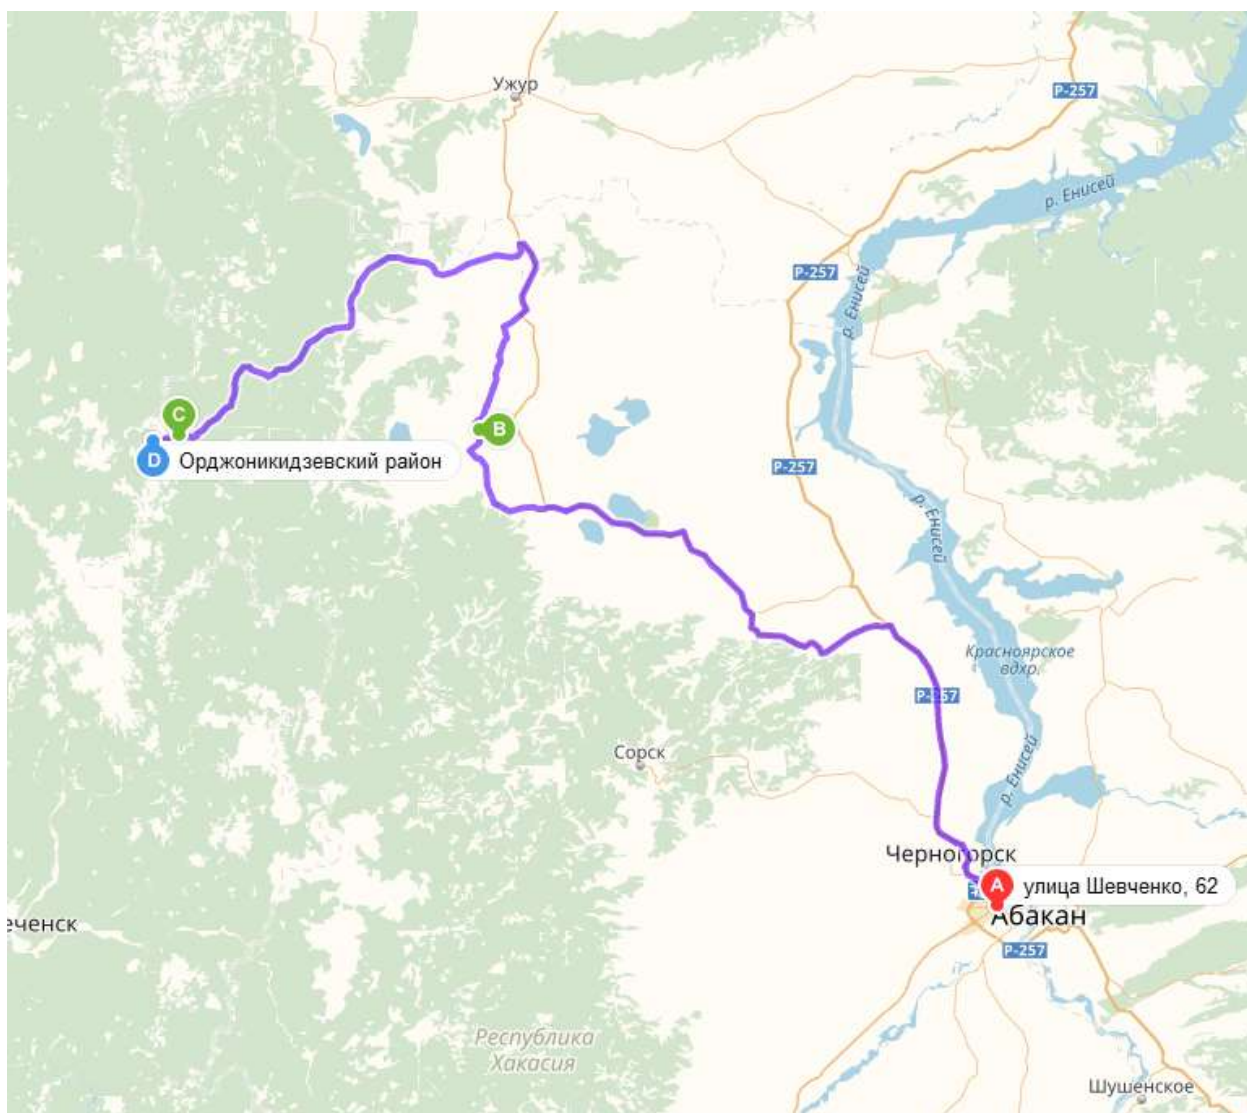 Ужур
Р-257
р. Енисей
Р-257
р. Енисей
C
B
D
Орджоникидзевский район
Р-257
р. Енисей
Красноярское
вдхр.
Р-257
Сорск
р. Енисей
Черногорск
A
улица Шевченко, 62
Абакан
еченск
Р-257
Республика
Хакасия
Шушенское